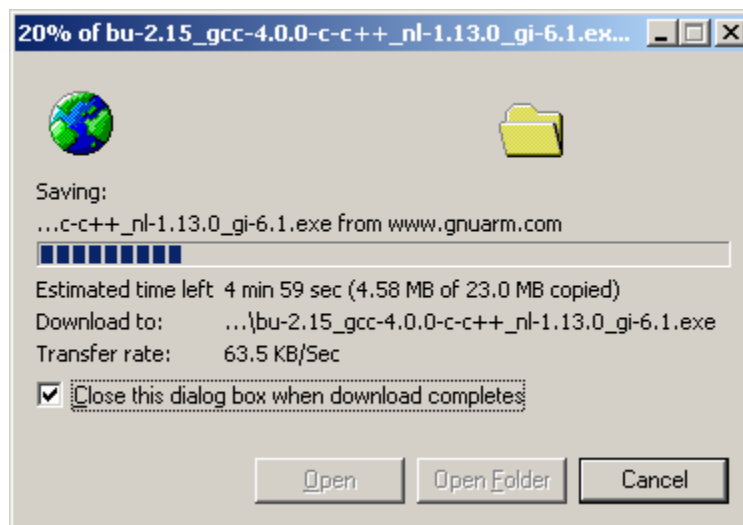 20% of bu-2.15_gcc-4.0.0-c-c++_nl-1.13.0_gi-6.1.ex...
Saving:
...c-c++_nl-1.13.0_gi-6.1.exe from www.gnuarm.com
Estimated time left 4 min 59 sec (4.58 MB of 23.0 MB copied)
Download to: ...\bu-2.15_gcc-4.0.0-c-c++_nl-1.13.0_gi-6.1.exe
Transfer rate: 63.5 KB/Sec
Close this dialog box when download completes
Open Open Folder Cancel